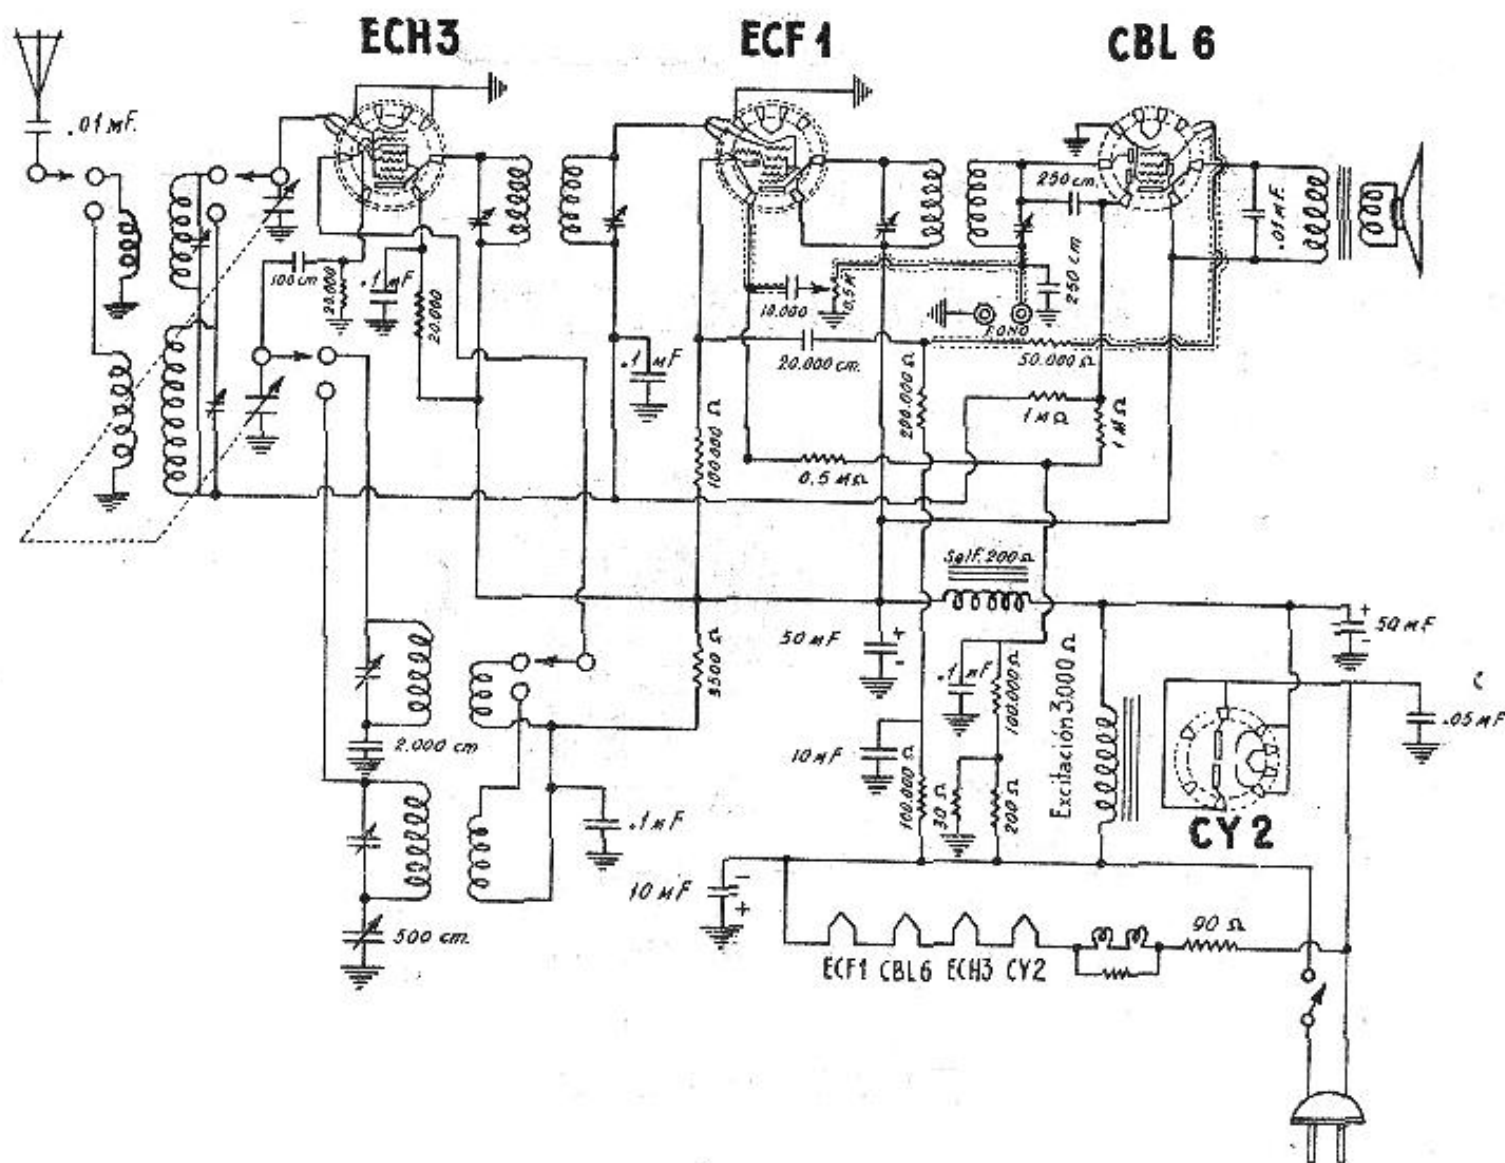 ECH3
ECF1
CBL6
.01 MF.
250 cm.
.01 MF.
100 cm
20.000
.1 MF
20.000
10.000
0,5 M
250 cm
FONO
.1 MF
20.000 cm.
50.000 Ω
200.000 Ω
1 MΩ
1 MΩ
100.000 Ω
0,5 MΩ
Self. 200 Ω
50 MF
+
-
+
50 MF
-
3500 Ω
.1 MF
100.000 Ω
Excitación 3.000 Ω
.05 MF
2.000 cm
10 MF
100.000 Ω
30 Ω
200 Ω
CY2
.1 MF
10 MF
-
+
500 cm.
90 Ω
ECF1 CBL6 ECH3 CY2